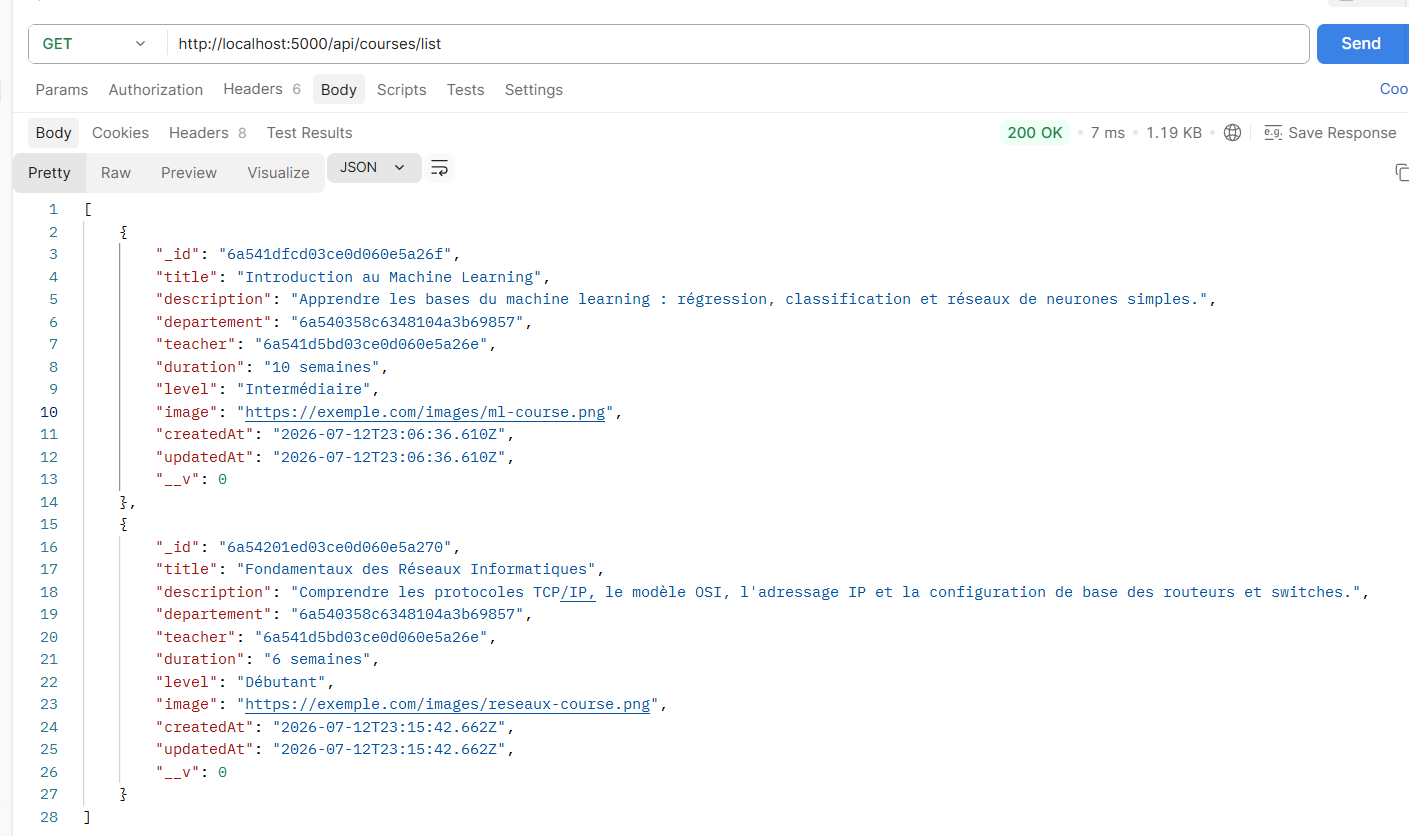 GET http://localhost:5000/api/courses/list Send
Params Authorization Headers 6 Body Scripts Tests Settings Coo
Body Cookies Headers 8 Test Results 200 OK • 7 ms • 1.19 KB • e.g. Save Response
Pretty Raw Preview Visualize JSON
1 [
2 {
3 "_id": "6a541dfcd03ce0d060e5a26f",
4 "title": "Introduction au Machine Learning",
5 "description": "Apprendre les bases du machine learning : régression, classification et réseaux de neurones simples.",
6 "departement": "6a540358c6348104a3b69857",
7 "teacher": "6a541d5bd03ce0d060e5a26e",
8 "duration": "10 semaines",
9 "level": "Intermédiaire",
10 "image": "https://exemple.com/images/ml-course.png",
11 "createdAt": "2026-07-12T23:06:36.610Z",
12 "updatedAt": "2026-07-12T23:06:36.610Z",
13 "__v": 0
14 },
15 {
16 "_id": "6a54201ed03ce0d060e5a270",
17 "title": "Fondamentaux des Réseaux Informatiques",
18 "description": "Comprendre les protocoles TCP/IP, le modèle OSI, l'adressage IP et la configuration de base des routeurs et switches.",
19 "departement": "6a540358c6348104a3b69857",
20 "teacher": "6a541d5bd03ce0d060e5a26e",
21 "duration": "6 semaines",
22 "level": "Débutant",
23 "image": "https://exemple.com/images/reseaux-course.png",
24 "createdAt": "2026-07-12T23:15:42.662Z",
25 "updatedAt": "2026-07-12T23:15:42.662Z",
26 "__v": 0
27 }
28 ]